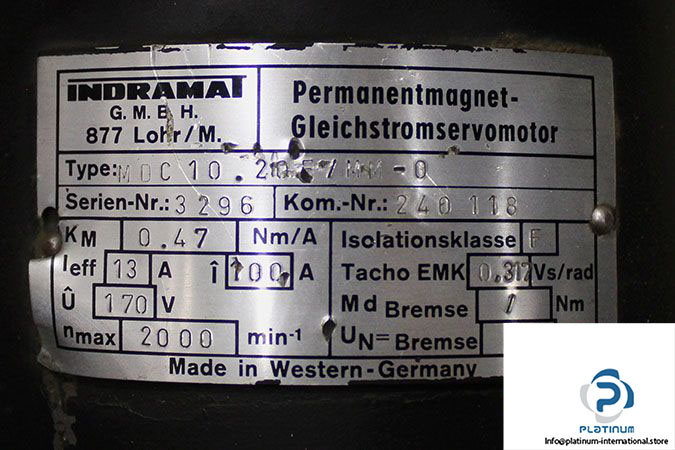 INDRAMAT
G.M.B.H.
877 Lohr/M.
Permanentmagnet-
Gleichstromservomotor
Type: MDC 10.20 -0
Serien-Nr.: 3296 Kom.-Nr.: 240 118
KM 0.47 Nm/A Isolationsklasse F
Ieff 13 A Î 100 A Tacho EMK 0.317 Vs/rad
Û 170 V Md Bremse / Nm
nmax 2000 min-1 UN= Bremse
Made in Western-Germany
PLATINUM
Info@platinum-international.store